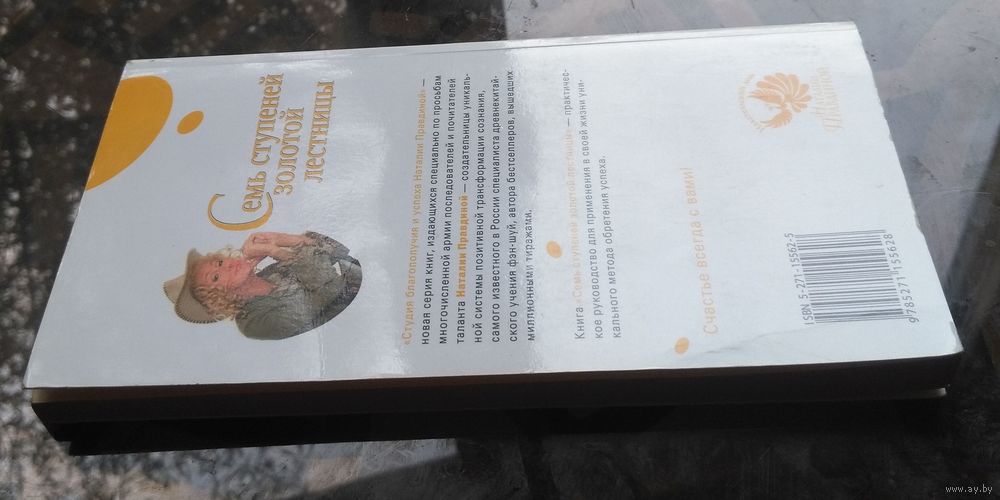 Семь ступеней
золотой
лестницы
«Студия благополучия и успеха Наталии Правдиной» —
новая серия книг, издающихся специально по просьбам
многочисленной армии последователей и почитателей
таланта Наталии Правдиной — создательницы уникаль-
ной системы позитивной трансформации сознания,
самого известного в России специалиста древнекитай-
ского учения фэн-шуй, автора бестселлеров, вышедших
миллионными тиражами.
Книга «Семь ступеней золотой лестницы» — практичес-
кое руководство для применения в своей жизни уни-
кального метода обретения успеха.
Счастье всегда с вами!
ISBN 5-271-15562-5
9785271155628
www.ay.by